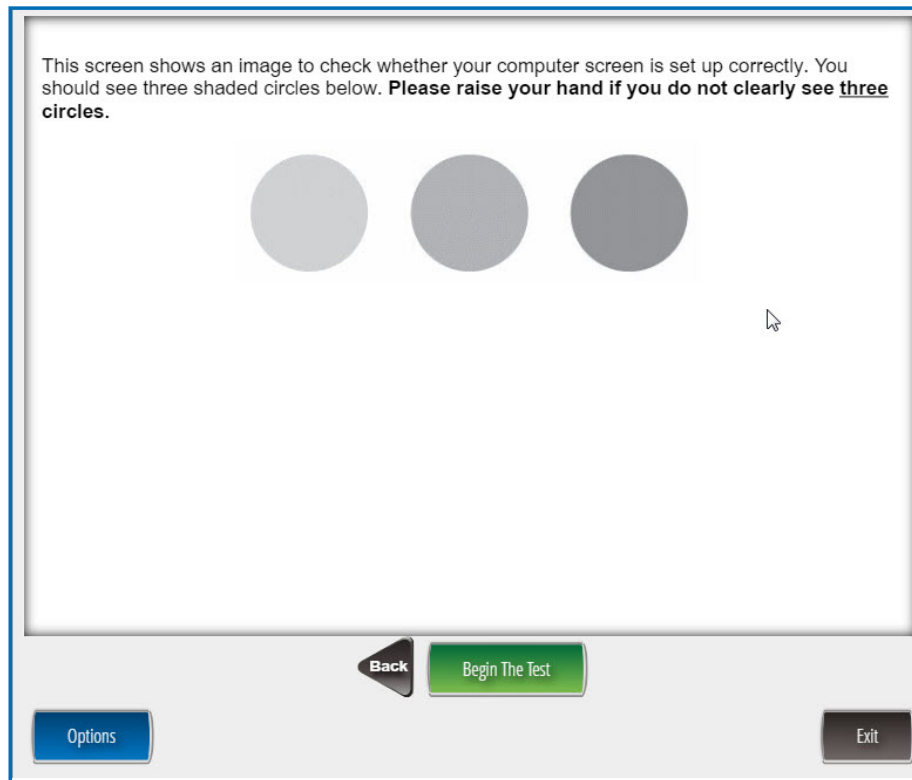 This screen shows an image to check whether your computer screen is set up correctly. You
should see three shaded circles below. Please raise your hand if you do not clearly see three
circles.
Back
Begin The Test
Options
Exit